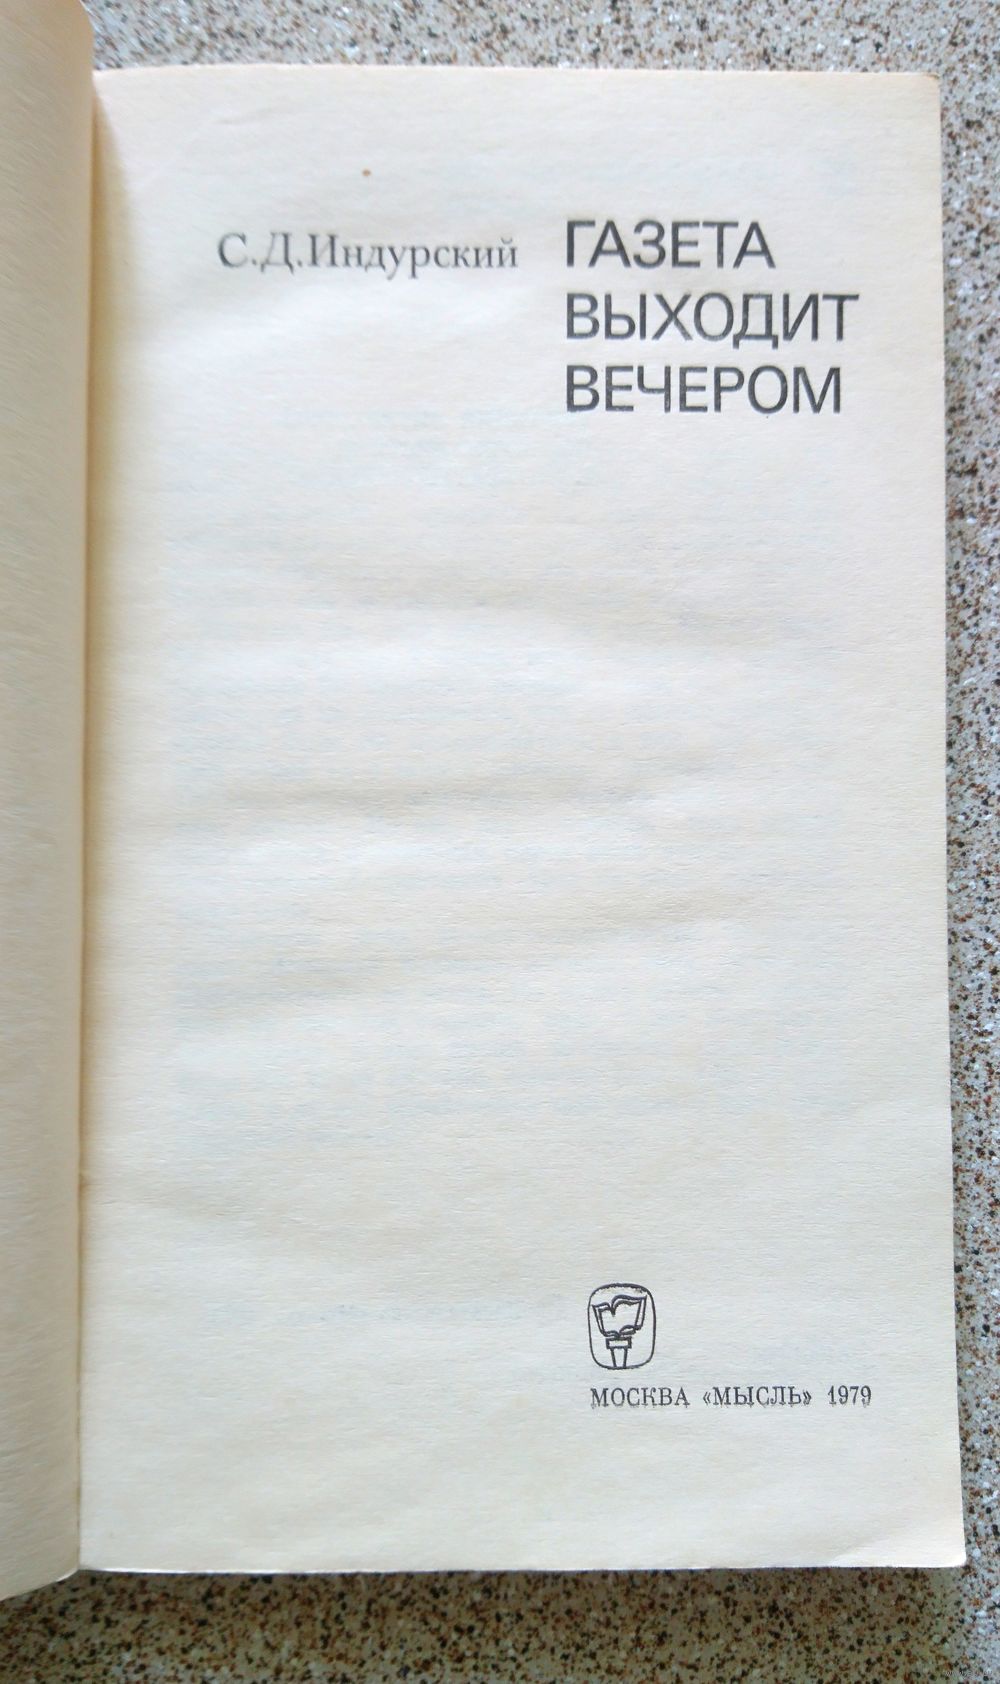 С.Д.Индурский
ГАЗЕТА
ВЫХОДИТ
ВЕЧЕРОМ
МОСКВА «МЫСЛЬ» 1979